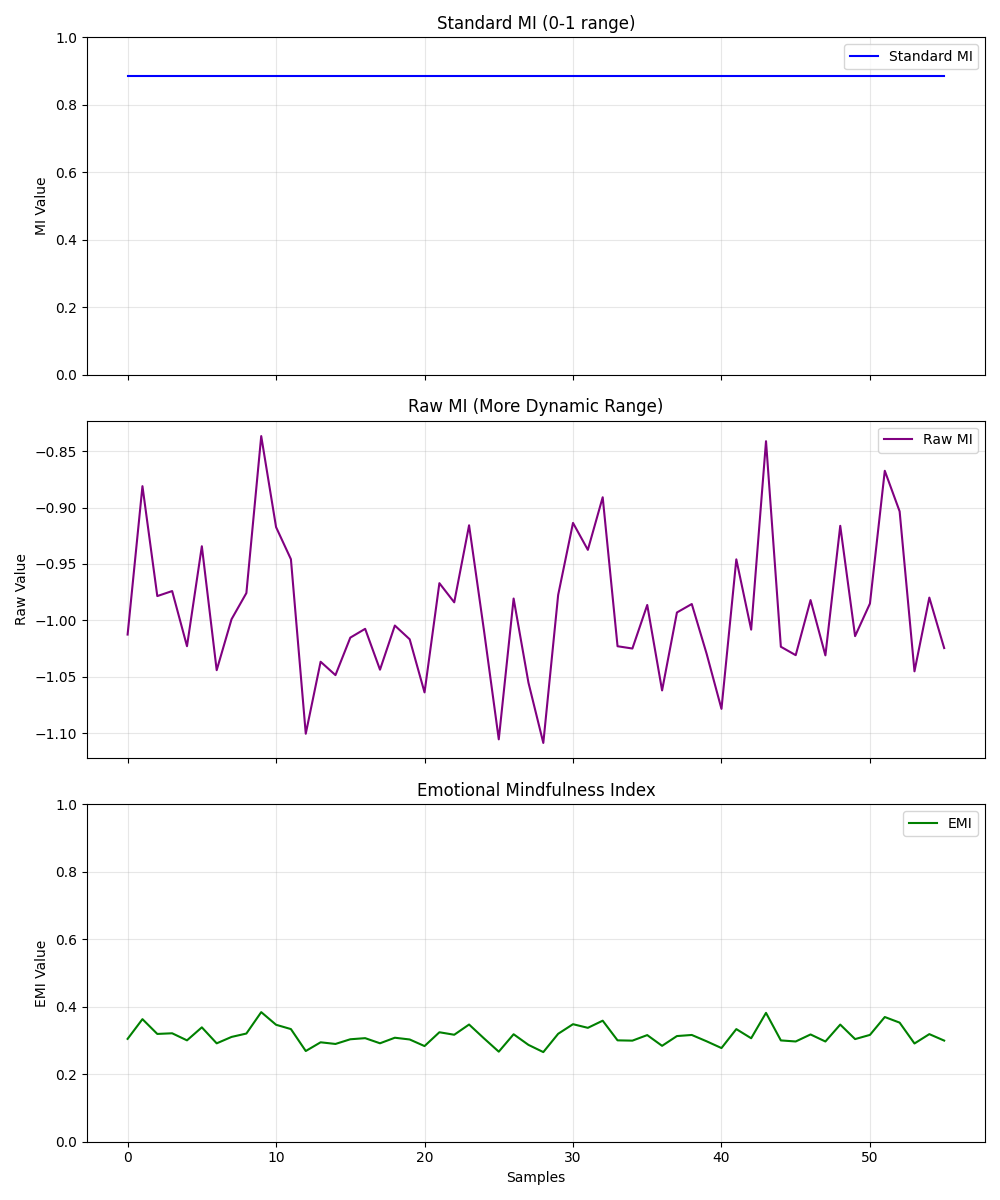 Standard MI (0-1 range)
1.0
0.8
0.6
0.4
0.2
0.0
MI Value
Standard MI
Raw MI (More Dynamic Range)
−0.85
−0.90
−0.95
−1.00
−1.05
−1.10
Raw Value
Raw MI
Emotional Mindfulness Index
1.0
0.8
0.6
0.4
0.2
0.0
EMI Value
EMI
0 10 20 30 40 50
Samples